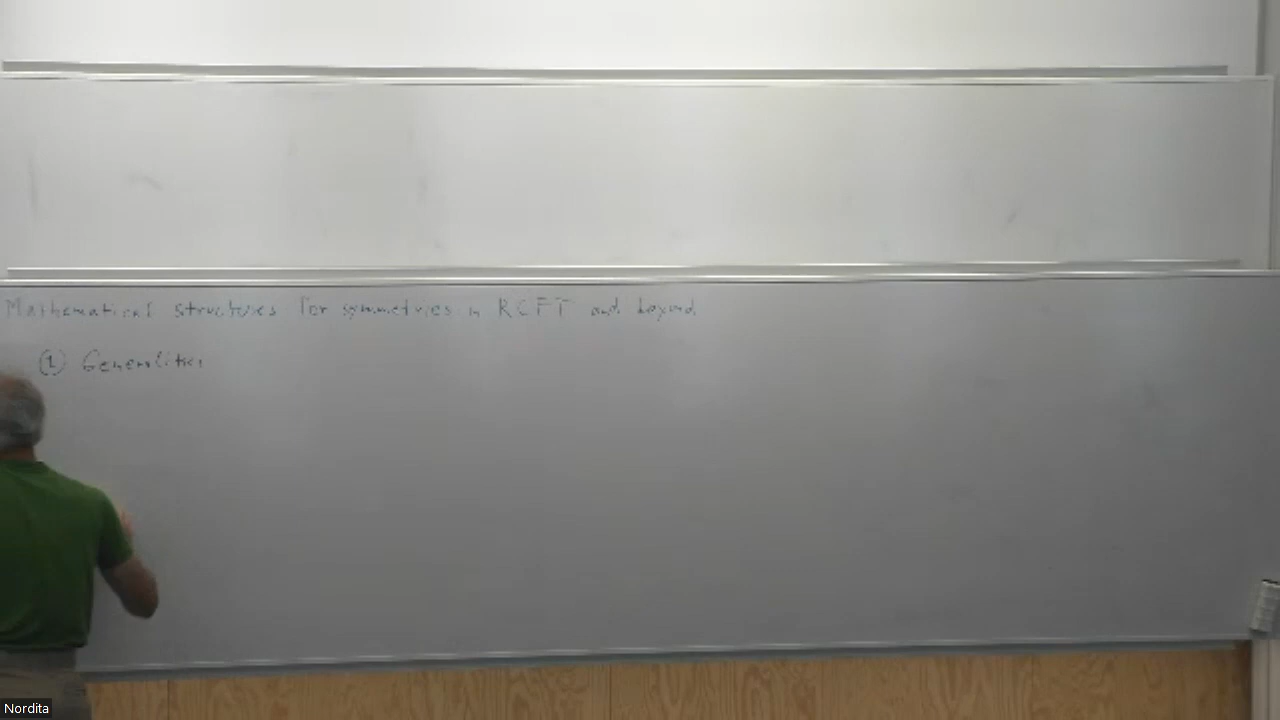 Mathematical structures for symmetries in RCFT and beyond
① Generalities
Nordita